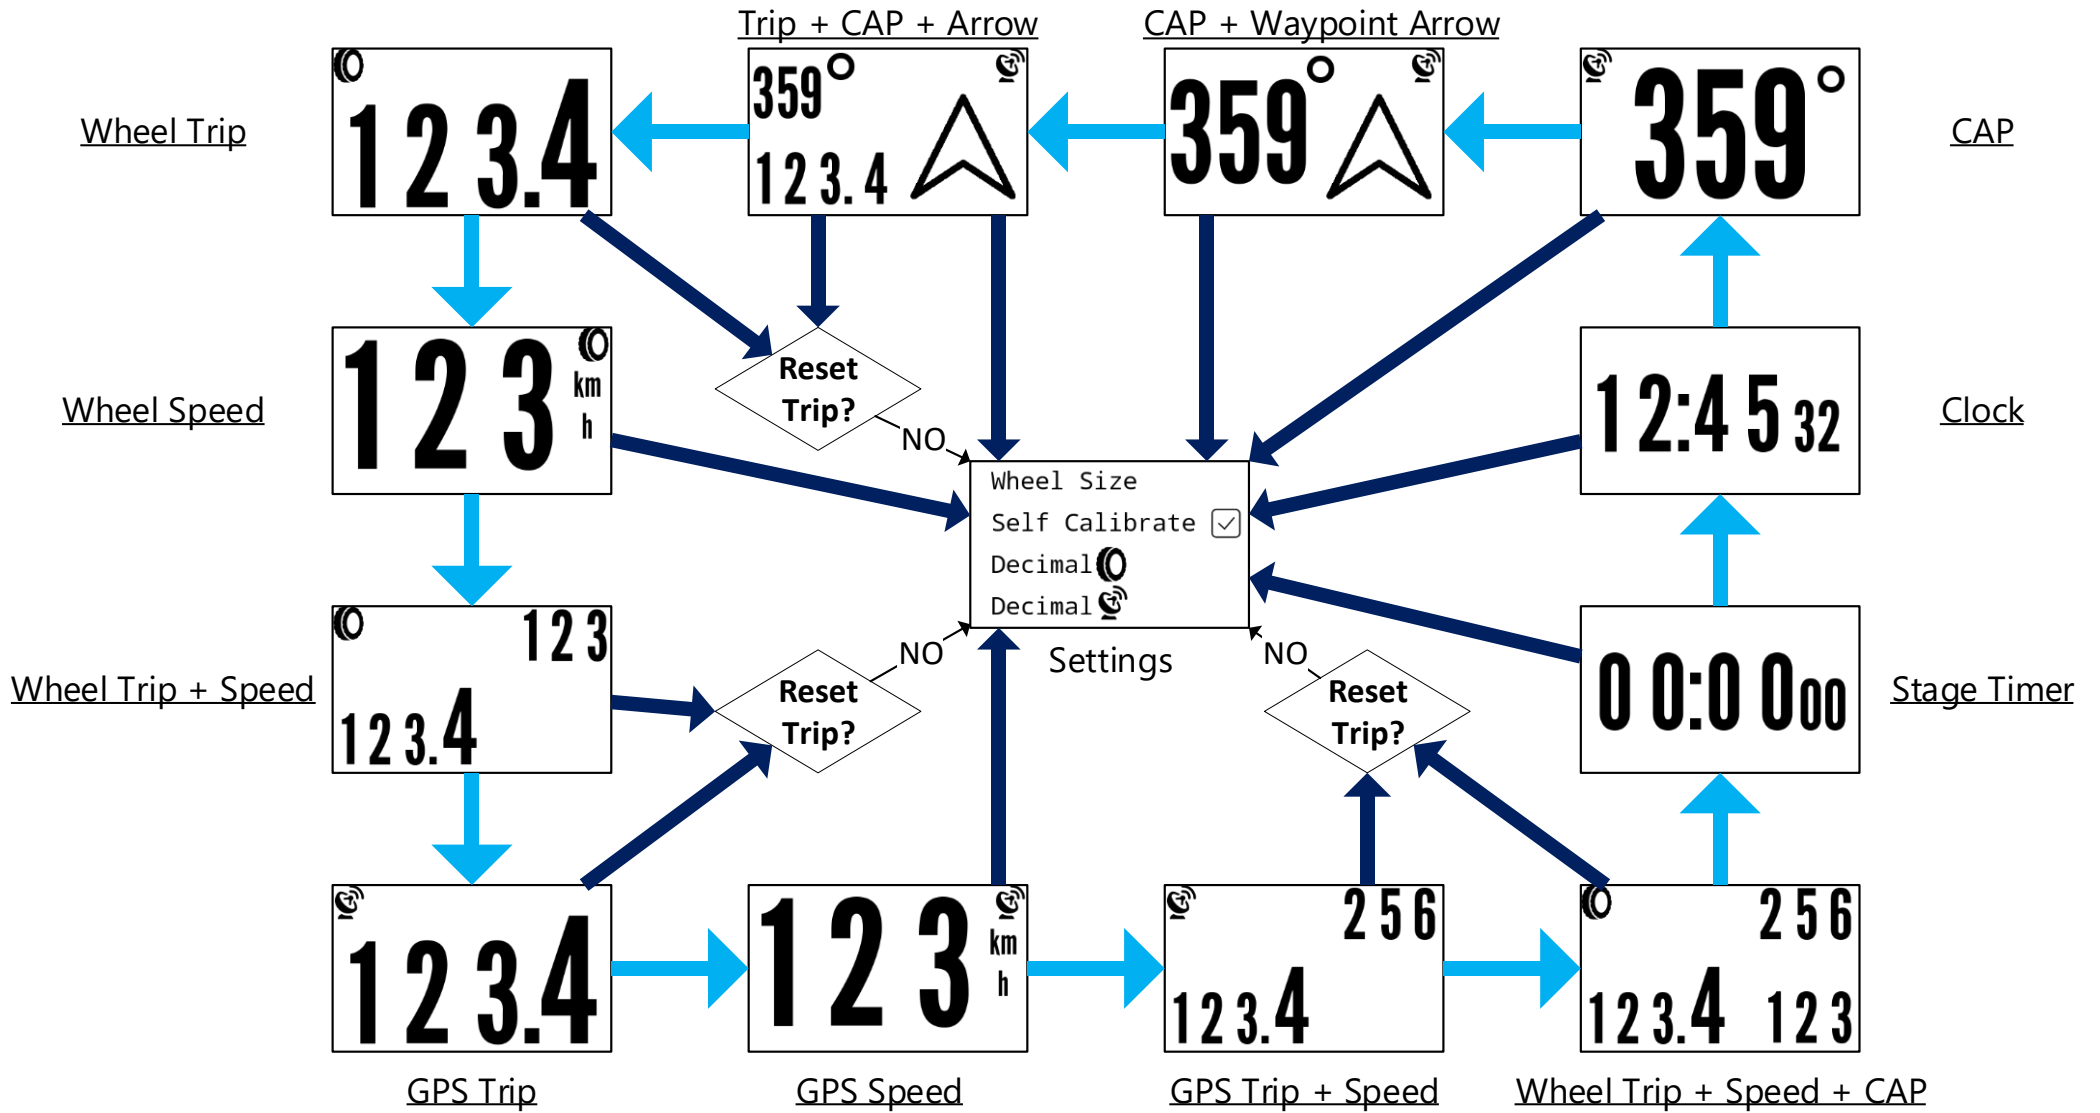 Trip + CAP + Arrow
CAP + Waypoint Arrow
Wheel Trip
123.4
359°
123.4
359°
359°
CAP
Wheel Speed
123
km
h
Reset
Trip?
NO
12:45 32
Clock
Wheel Size
Self Calibrate
Decimal
Decimal
Settings
Wheel Trip + Speed
123
123.4
Reset
Trip?
NO
NO
Reset
Trip?
00:00 00
Stage Timer
123.4
123
km
h
256
123.4
256
123.4 123
GPS Trip
GPS Speed
GPS Trip + Speed
Wheel Trip + Speed + CAP